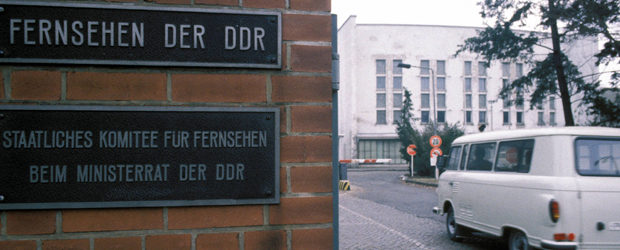 FERNSEHEN DER DDR
STAATLICHES KOMITEE FÜR FERNSEHEN
BEIM MINISTERRAT DER DDR